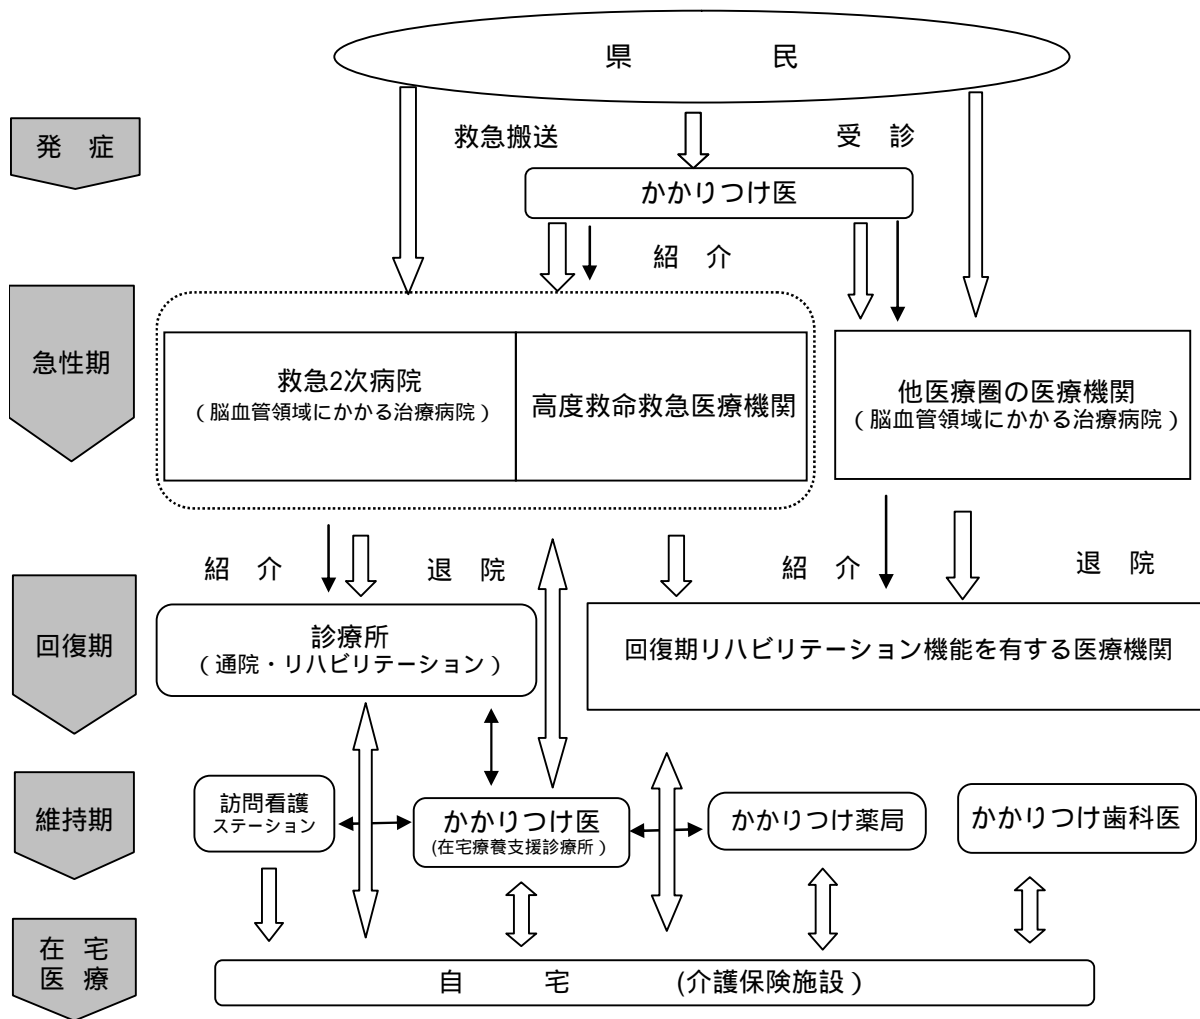 県 民
発 症
救急搬送
受 診
かかりつけ医
紹 介
急性期
救急2次病院
（脳血管領域にかかる治療病院）
高度救命救急医療機関
他医療圏の医療機関
（脳血管領域にかかる治療病院）
紹 介
退 院
紹 介
退 院
回復期
診療所
（通院・リハビリテーション）
回復期リハビリテーション機能を有する医療機関
維持期
訪問看護
ステーション
かかりつけ医
(在宅療養支援診療所）
かかりつけ薬局
かかりつけ歯科医
在 宅
医 療
自 宅 (介護保険施設）